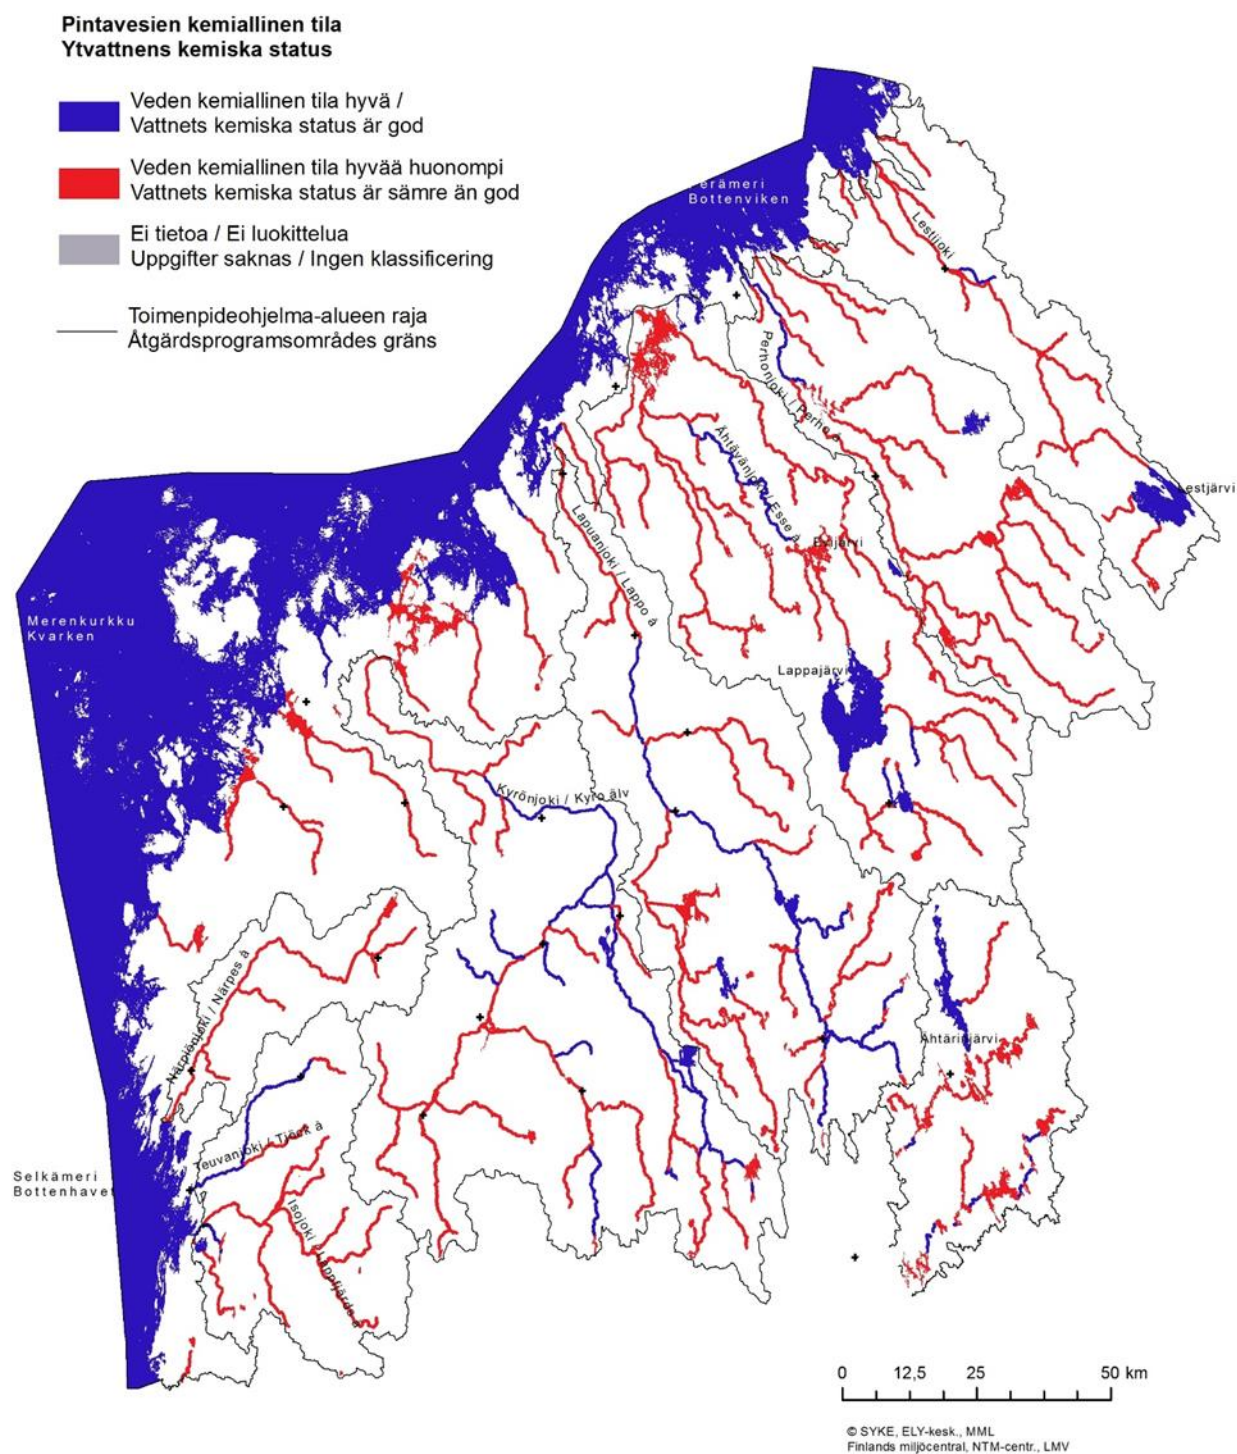 Pintavesien kemiallinen tila
Ytvattnens kemiska status
Veden kemiallinen tila hyvä /
Vattnets kemiska status är god
Veden kemiallinen tila hyvää huonompi
Vattnets kemiska status är sämre än god
Ei tietoa / Ei luokittelua
Uppgifter saknas / Ingen klassificering
Toimenpideohjelma-alueen raja
Åtgärdsprogramsområdes gräns
Perämeri
Bottenviken
Lestijoki
Perhonjoki / Perho å
Ähtävänjoki / Esse å
Lestjärvi
Evijärvi
Lapuanjoki / Lappo å
Merenkurkku
Kvarken
Lappajärvi
Kyrönjoki / Kyro älv
Närpiönjoki / Närpes å
Ähtärinjärvi
Teuvanjoki / Tjöck å
Selkämeri
Bottenhavet
Isojoki / Lappfjärds å
0 12,5 25 50 km
© SYKE, ELY-kesk., MML
Finlands miljöcentral, NTM-centr., LMV